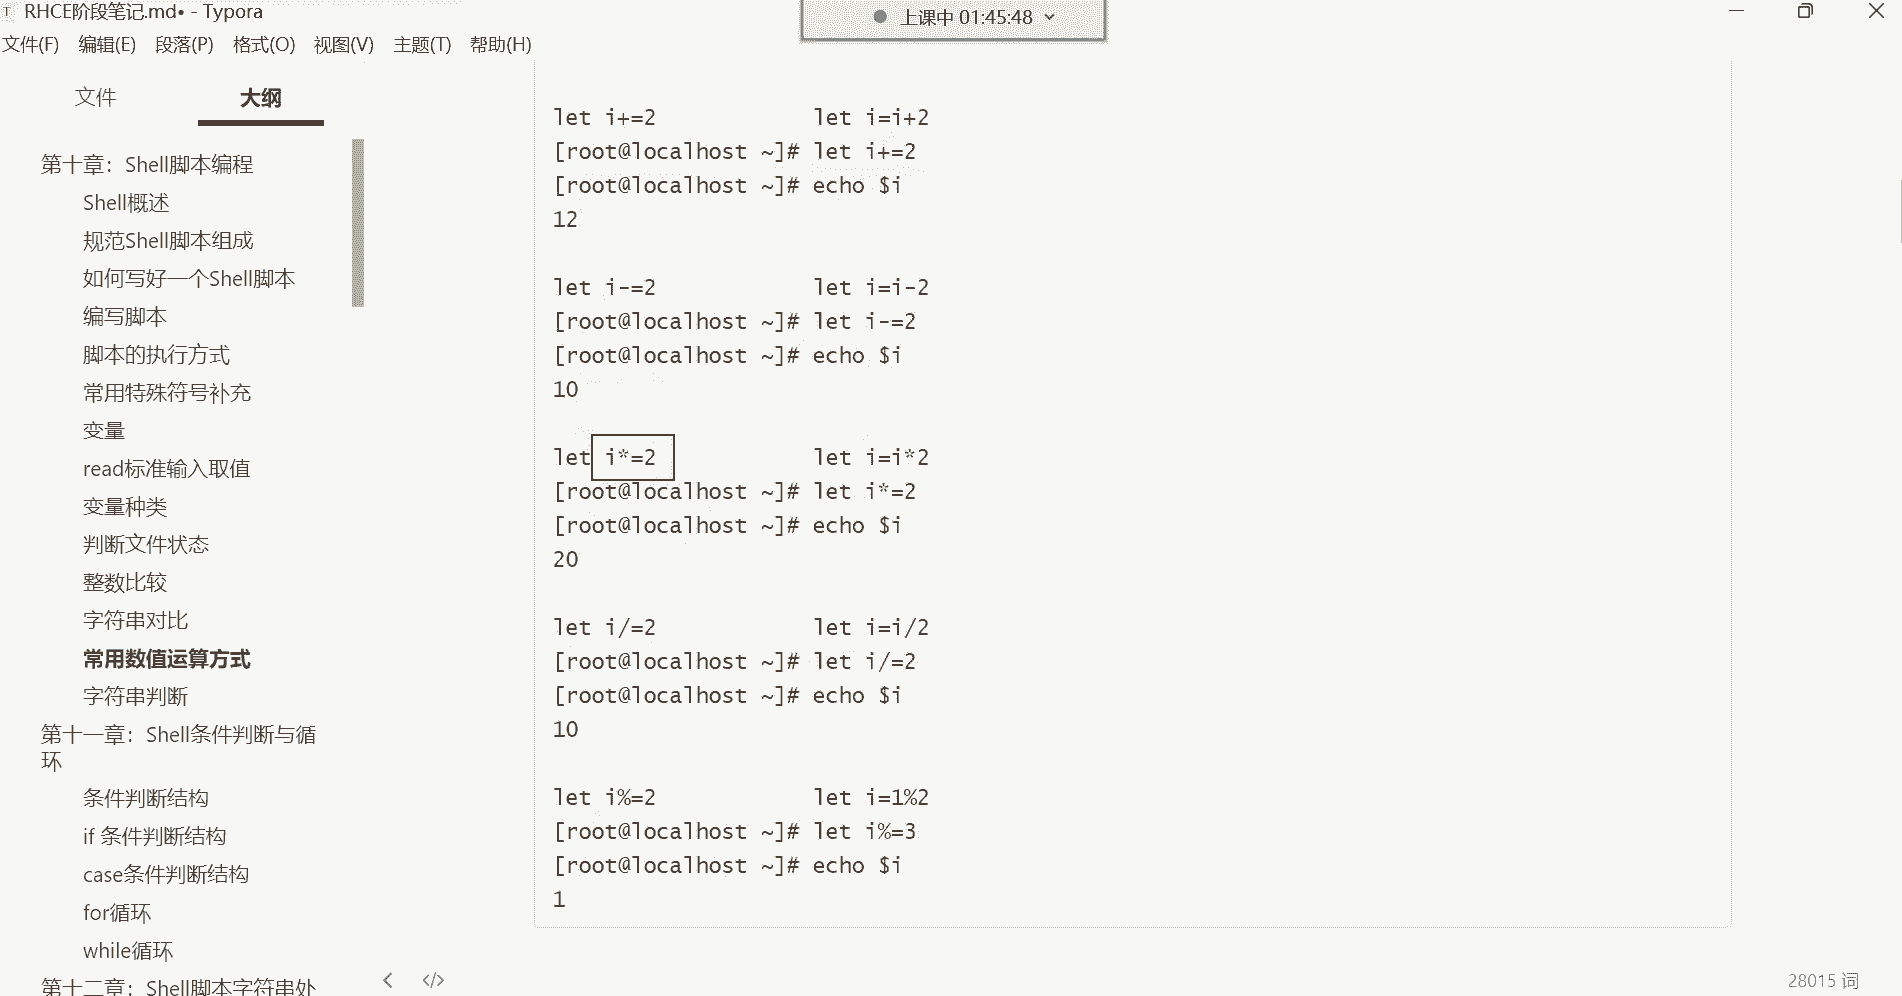 RHCE阶段笔记.md• - Typora
上课中 01:45:48
文件(F) 编辑(E) 段落(P) 格式(O) 视图(V) 主题(T) 帮助(H)
文件 大纲
第十章：Shell脚本编程
Shell概述
规范Shell脚本组成
如何写好一个Shell脚本
编写脚本
脚本的执行方式
常用特殊符号补充
变量
read标准输入取值
变量种类
判断文件状态
整数比较
字符串对比
常用数值运算方式
字符串判断
第十一章：Shell条件判断与循
环
条件判断结构
if 条件判断结构
case条件判断结构
for循环
while循环
第十二章：Shell脚本字符串处
let i+=2 let i=i+2
[root@localhost ~]# let i+=2
[root@localhost ~]# echo $i
12
let i-=2 let i=i-2
[root@localhost ~]# let i-=2
[root@localhost ~]# echo $i
10
let i*=2 let i=i*2
[root@localhost ~]# let i*=2
[root@localhost ~]# echo $i
20
let i/=2 let i=i/2
[root@localhost ~]# let i/=2
[root@localhost ~]# echo $i
10
let i%=2 let i=1%2
[root@localhost ~]# let i%=3
[root@localhost ~]# echo $i
1
28015 词